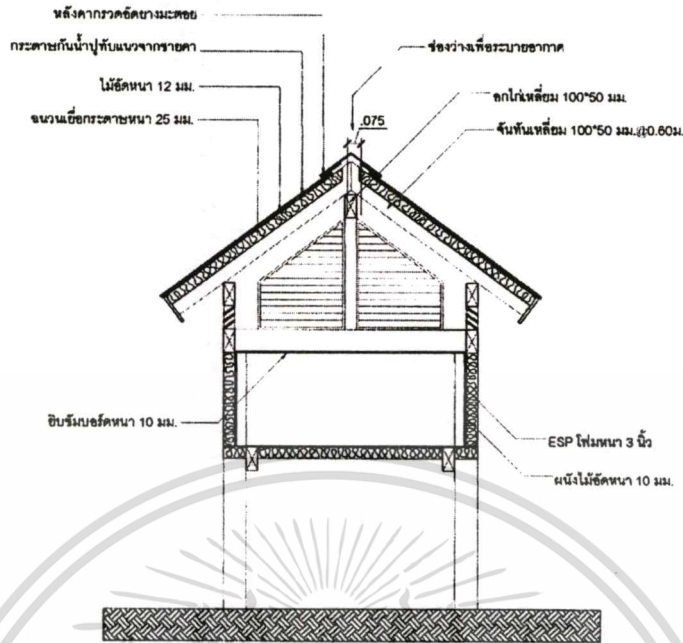 หลังคากรวดอัดยางมะตอย
กระดาษกันน้ำปูทับแนวจากชายคา
ไม้อัดหนา 12 มม.
ฉนวนเยื่อกระดาษหนา 25 มม.
ช่องว่างเพื่อระบายอากาศ
.075
อกไก่เหลี่ยม 100*50 มม.
จันทันเหลี่ยม 100*50 มม.@0.60ม.
ยิบซัมบอร์ดหนา 10 มม.
ESP โฟมหนา 3 นิ้ว
ผนังไม้อัดหนา 10 มม.